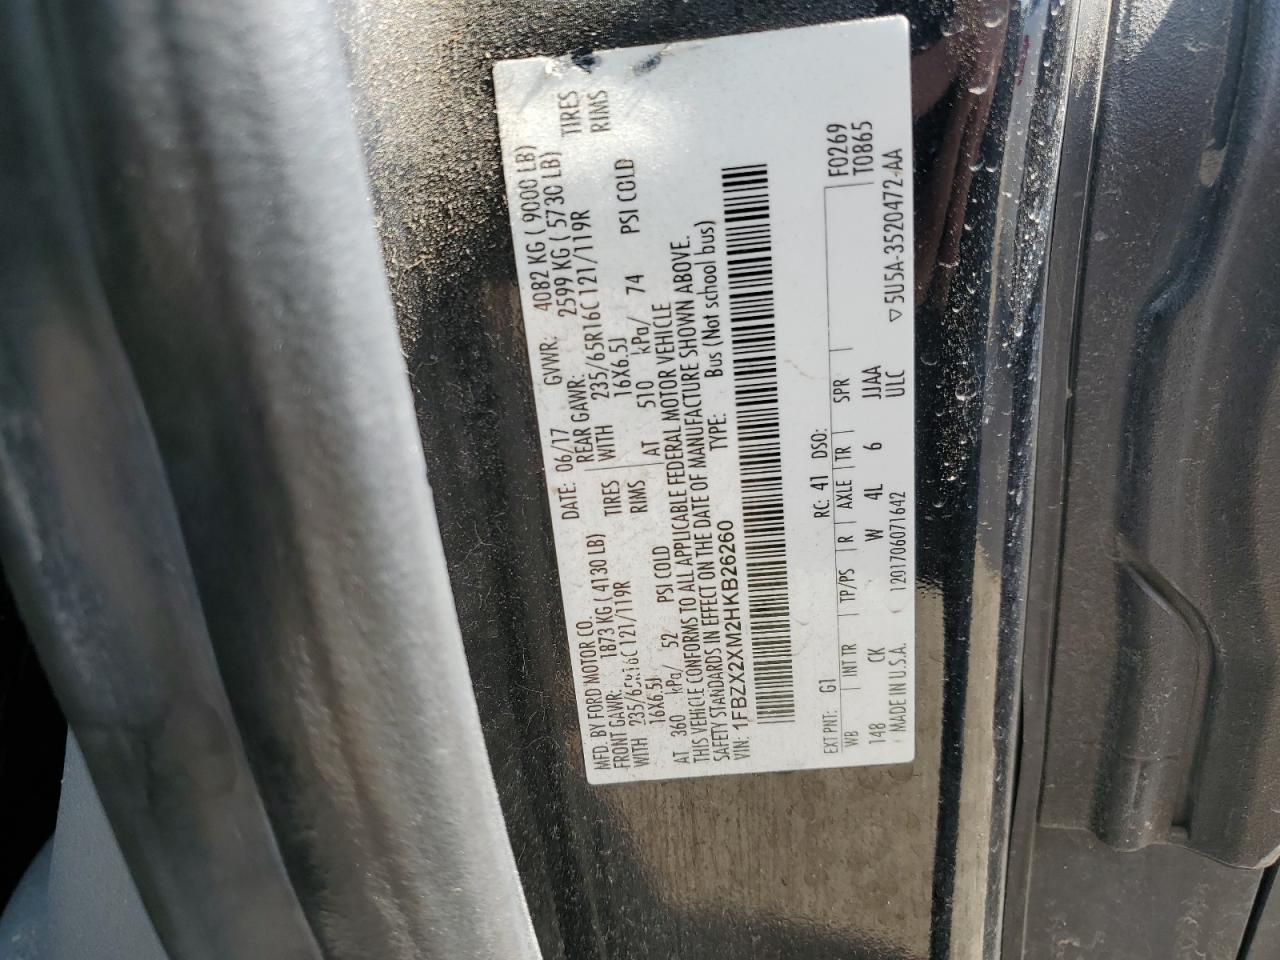 MFD. BY FORD MOTOR CO. DATE: 06/17 GVWR: 4082 KG ( 9000 LB)
FRONT GAWR: 1873 KG ( 4130 LB) REAR GAWR: 2599 KG ( 5730 LB)
WITH 235/65R16C 121/119R TIRES WITH 235/65R16C 121/119R TIRES
16X6.5J RIMS 16X6.5J RIMS
AT 360 kPa/ 52 PSI COLD AT 510 kPa/ 74 PSI COLD
THIS VEHICLE CONFORMS TO ALL APPLICABLE FEDERAL MOTOR VEHICLE
SAFETY STANDARDS IN EFFECT ON THE DATE OF MANUFACTURE SHOWN ABOVE.
VIN: 1FBZX2XM2HKB26260 TYPE: Bus (Not school bus)
F0269
EXT PNT: G1 RC: 41 DSO: T0865
WB INT TR TP/PS R AXLE TR SPR
148 CK W 4L 6 JJAA
MADE IN U.S.A. 1201706071642 ULC
▽5U5A-3520472-AA